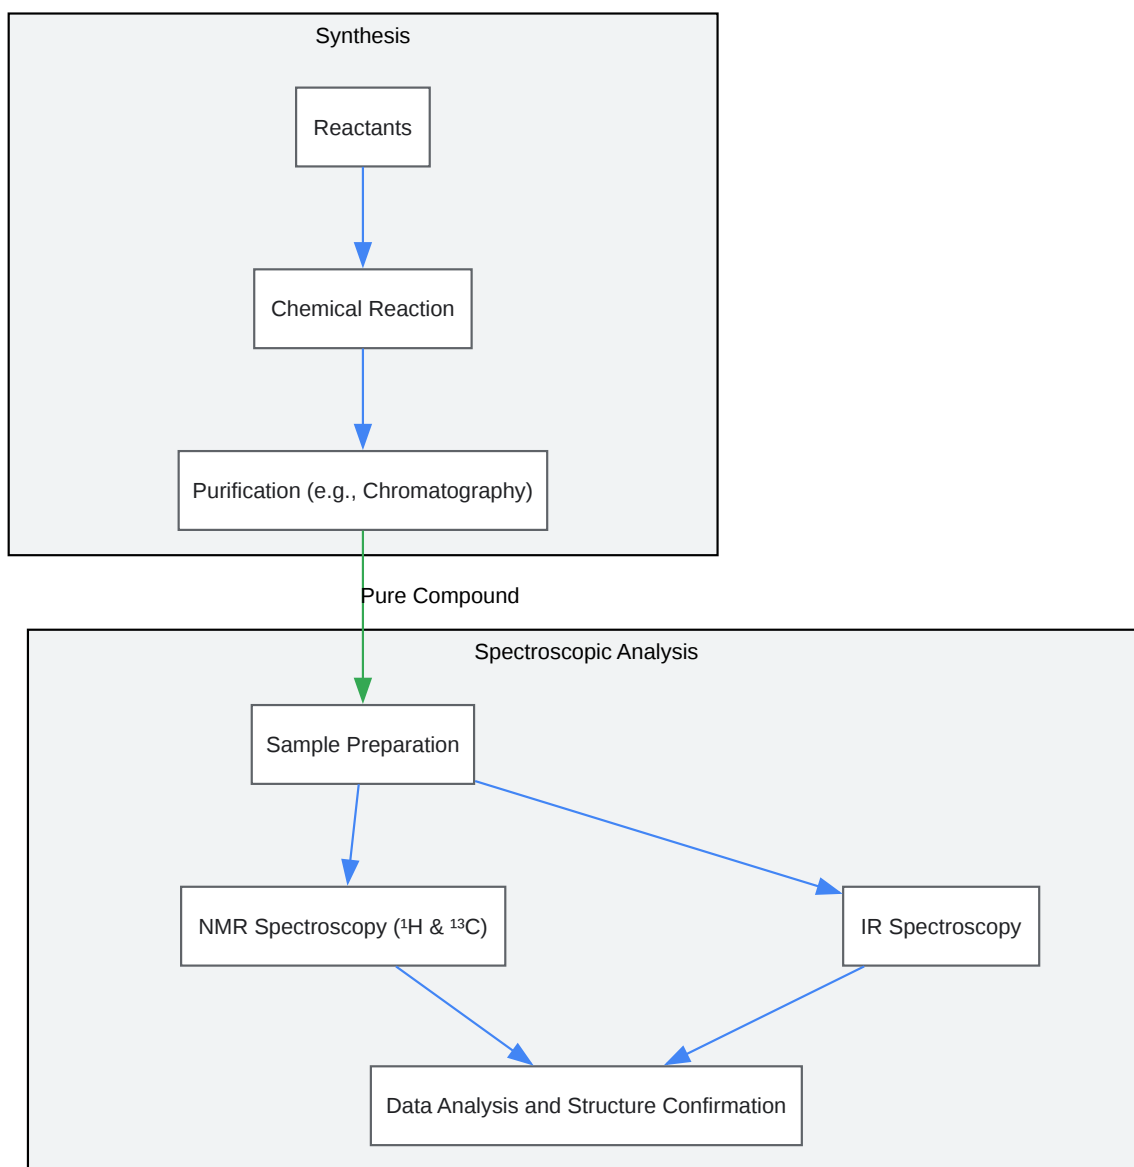 Synthesis
Reactants
Chemical Reaction
Purification (e.g., Chromatography)
Pure Compound
Spectroscopic Analysis
Sample Preparation
NMR Spectroscopy (¹H & ¹³C)
IR Spectroscopy
Data Analysis and Structure Confirmation